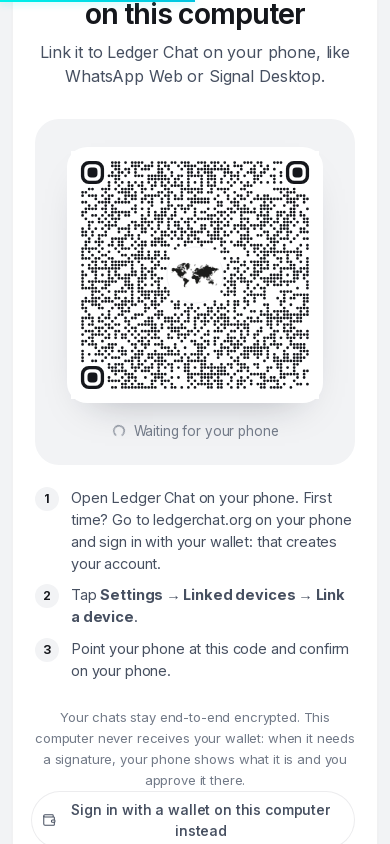 on this computer
Link it to Ledger Chat on your phone, like
WhatsApp Web or Signal Desktop.
Waiting for your phone
1 Open Ledger Chat on your phone. First
time? Go to ledgerchat.org on your phone
and sign in with your wallet: that creates
your account.
2 Tap Settings → Linked devices → Link
a device.
3 Point your phone at this code and confirm
on your phone.
Your chats stay end-to-end encrypted. This
computer never receives your wallet: when it needs
a signature, your phone shows what it is and you
approve it there.
Sign in with a wallet on this computer
instead